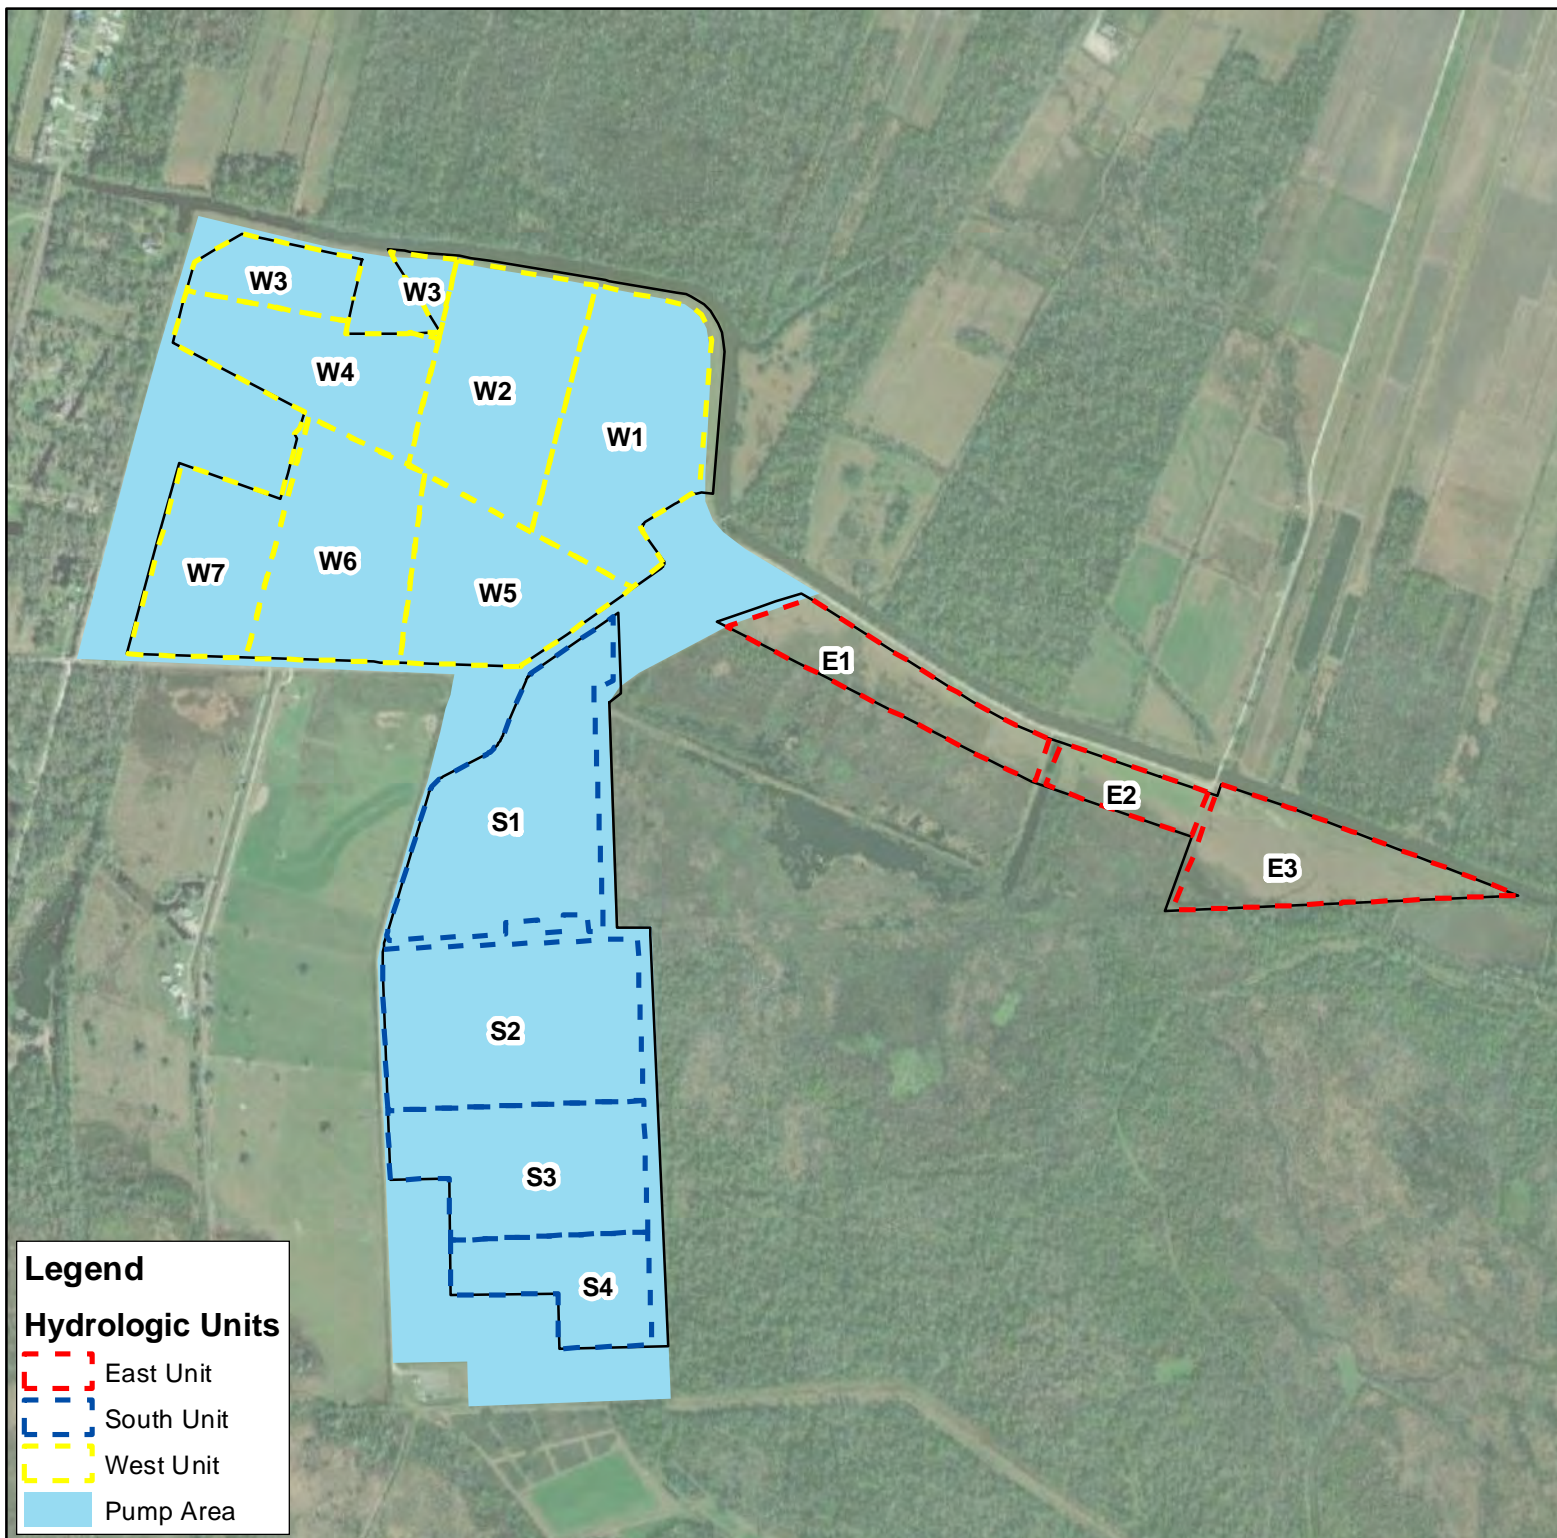 W3
W3
W4
W2
W1
W7
W6
W5
E1
E2
E3
S1
S2
S3
S4
Legend
Hydrologic Units
East Unit
South Unit
West Unit
Pump Area